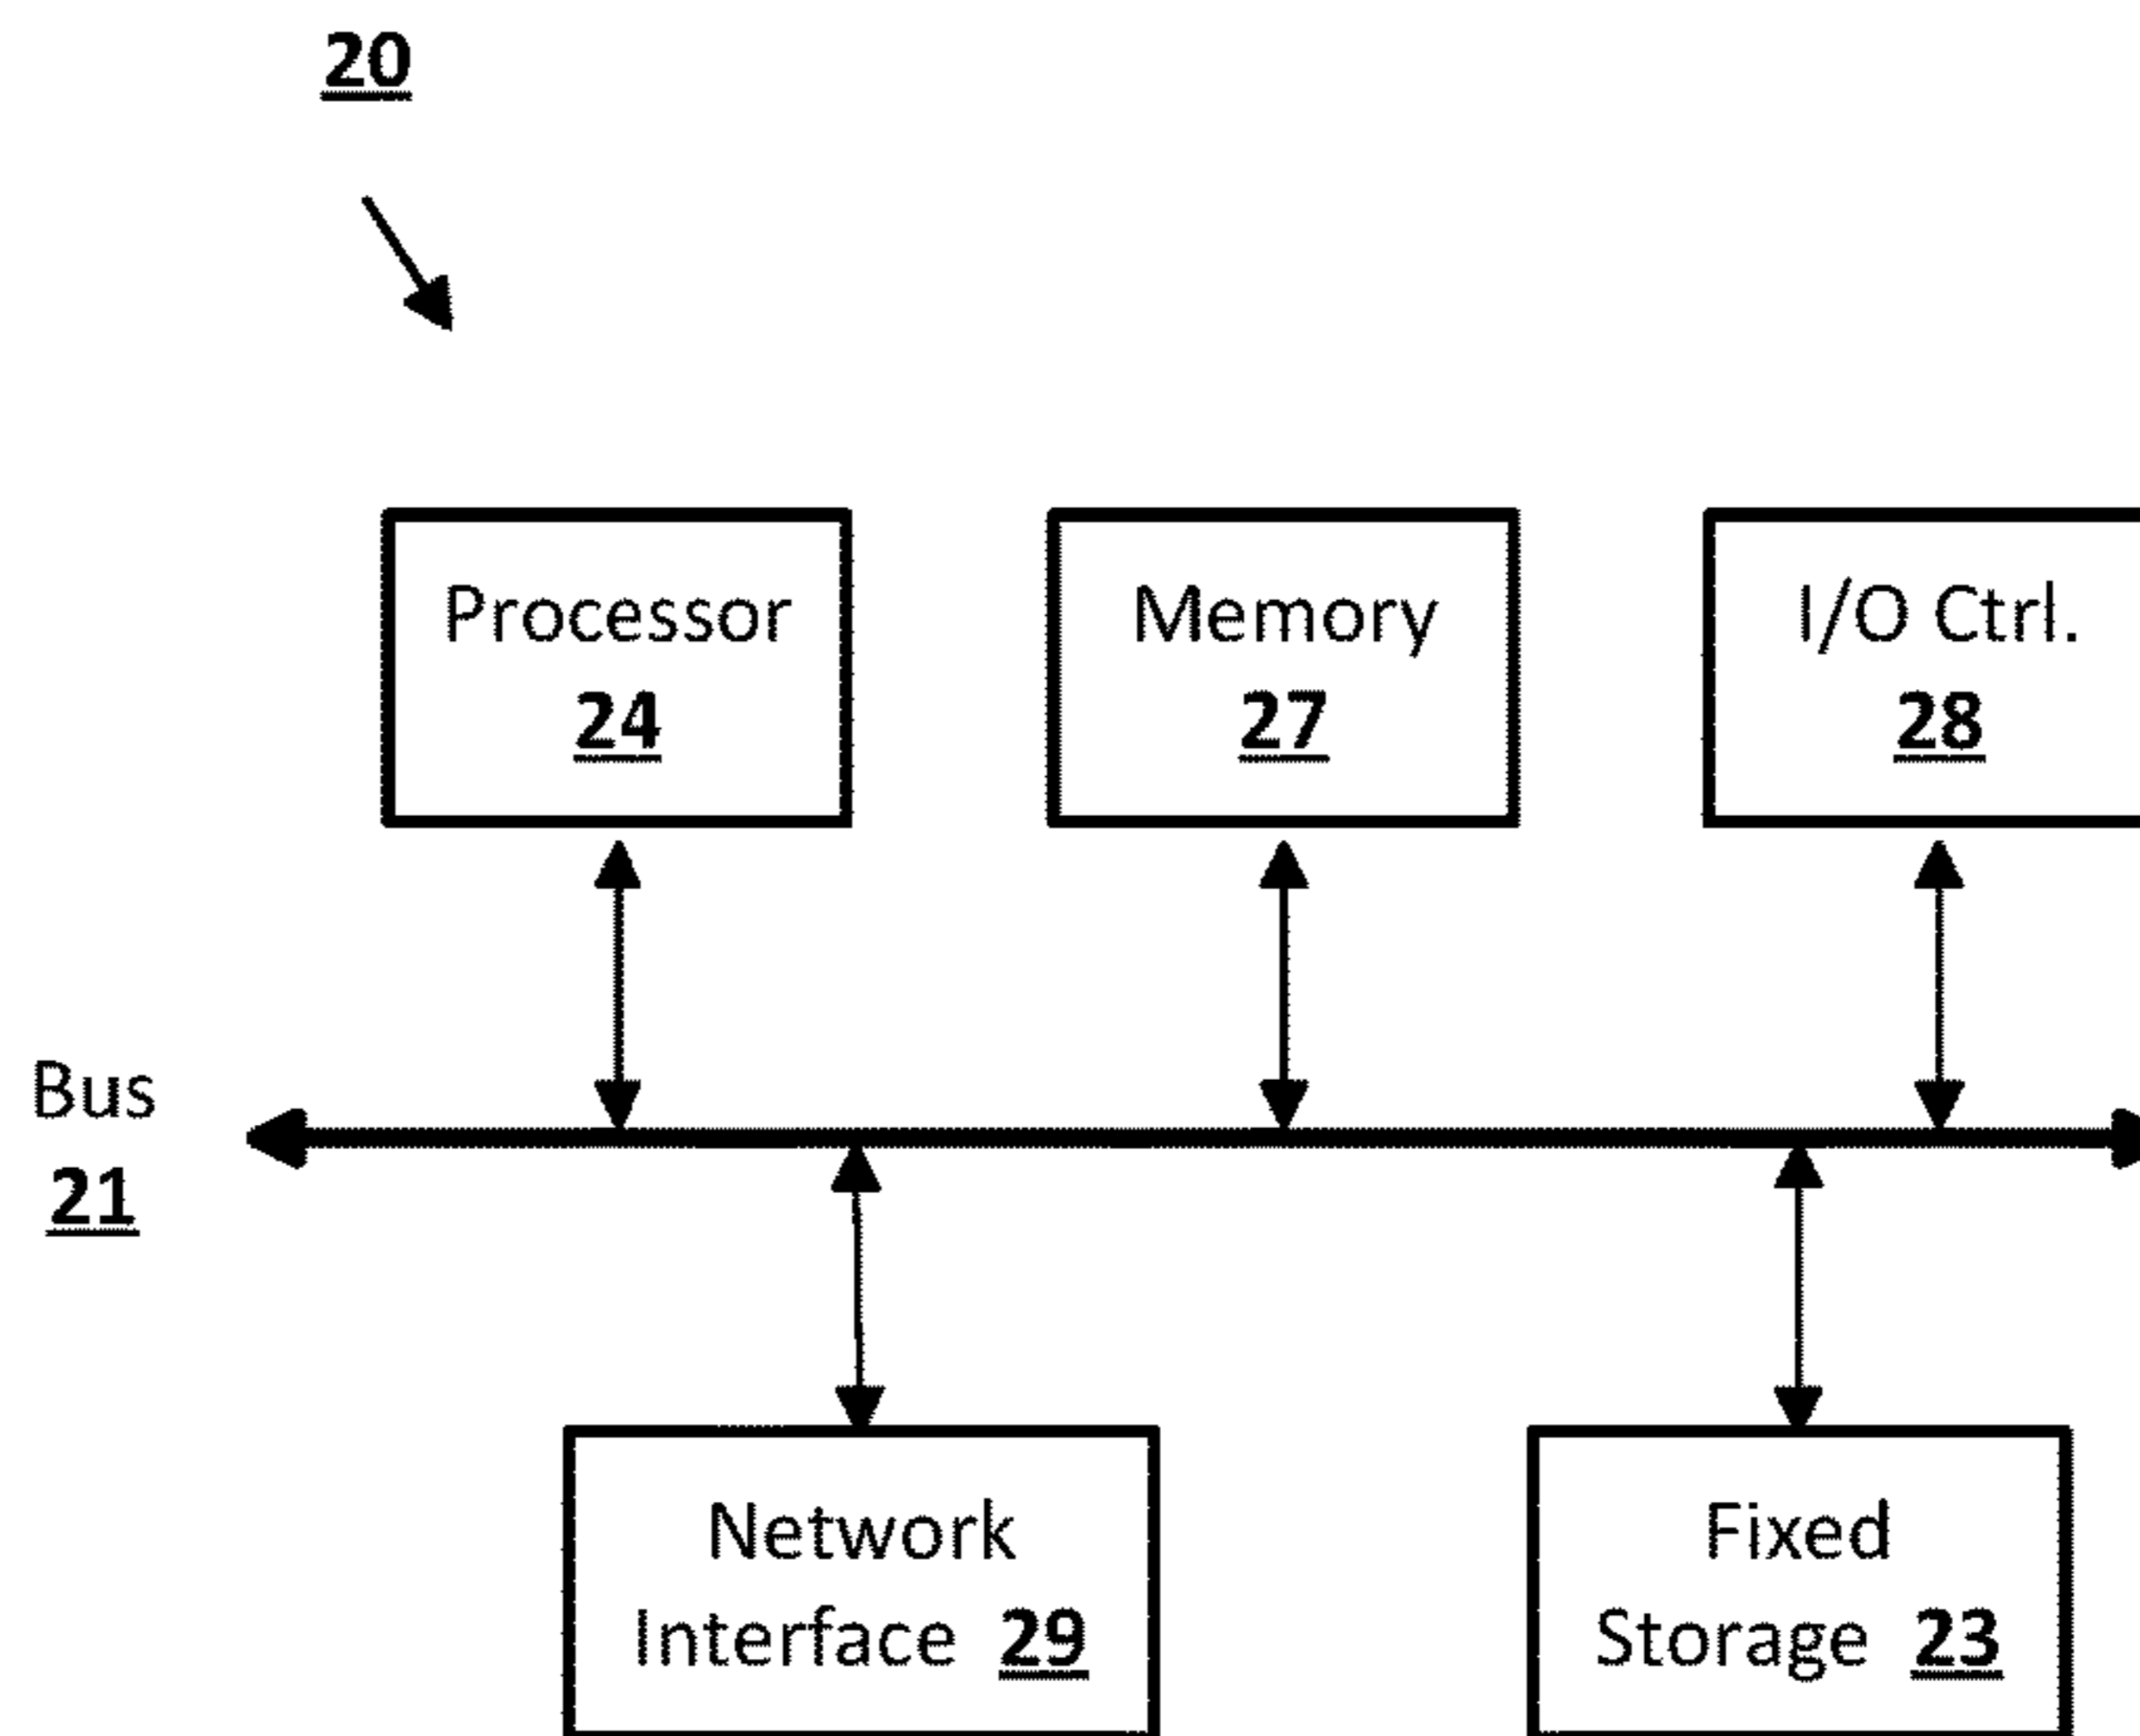 20
Processor
24
Memory
27
I/O Ctrl.
28
Bus
21
Network
Interface 29
Fixed
Storage 23